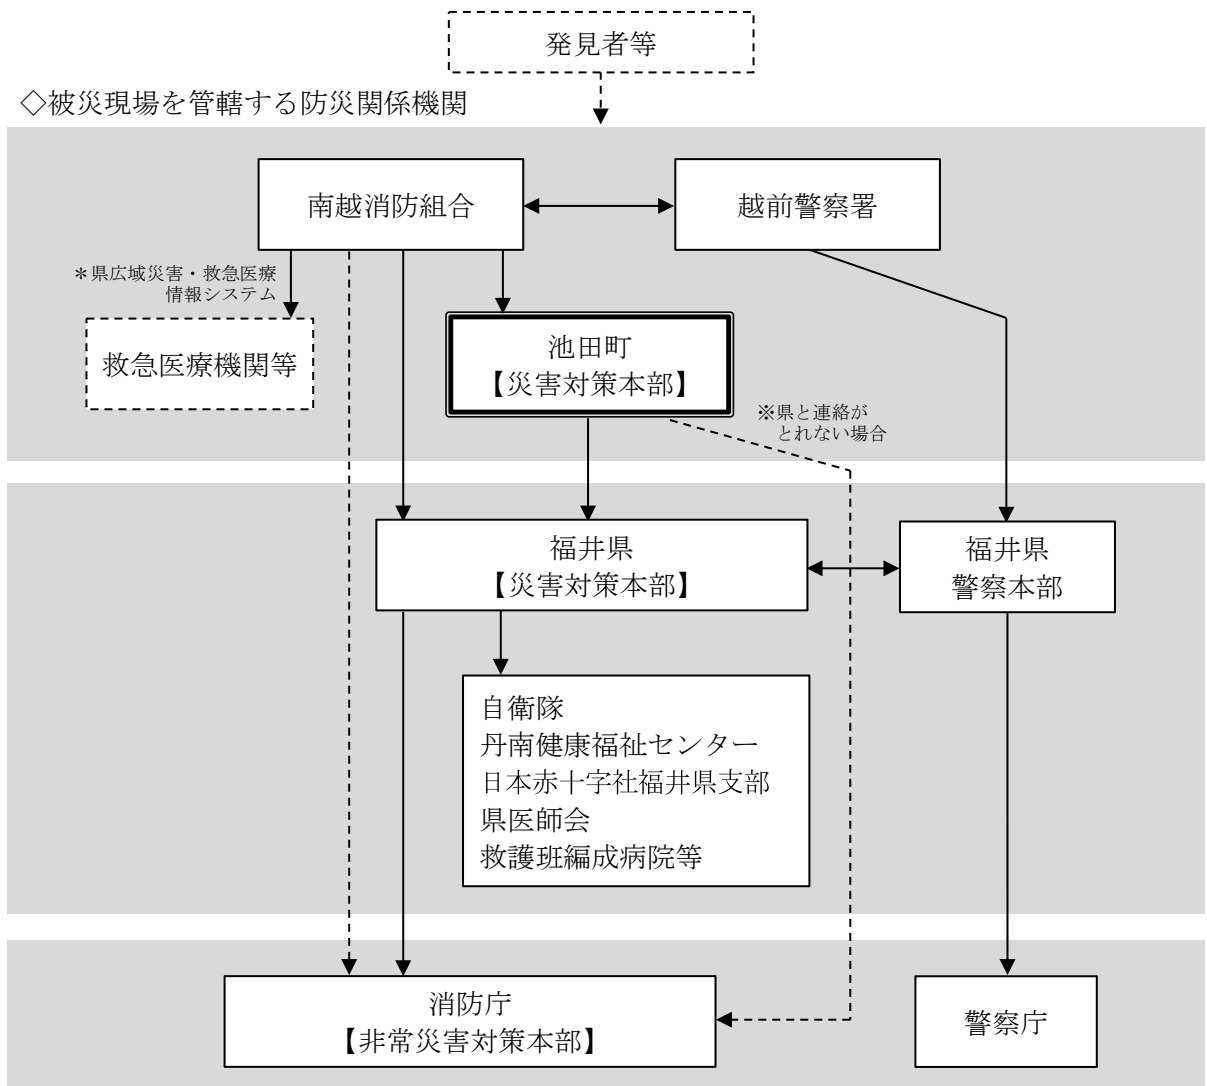 発見者等
◇被災現場を管轄する防災関係機関
南越消防組合
越前警察署
＊県広域災害・救急医療
情報システム
救急医療機関等
池田町
【災害対策本部】
※県と連絡が
とれない場合
福井県
【災害対策本部】
福井県
警察本部
自衛隊
丹南健康福祉センター
日本赤十字社福井県支部
県医師会
救護班編成病院等
消防庁
【非常災害対策本部】
警察庁